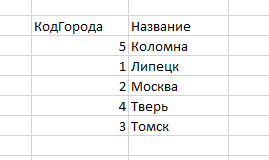 КодГорода Название
5 Коломна
1 Липецк
2 Москва
4 Тверь
3 Томск